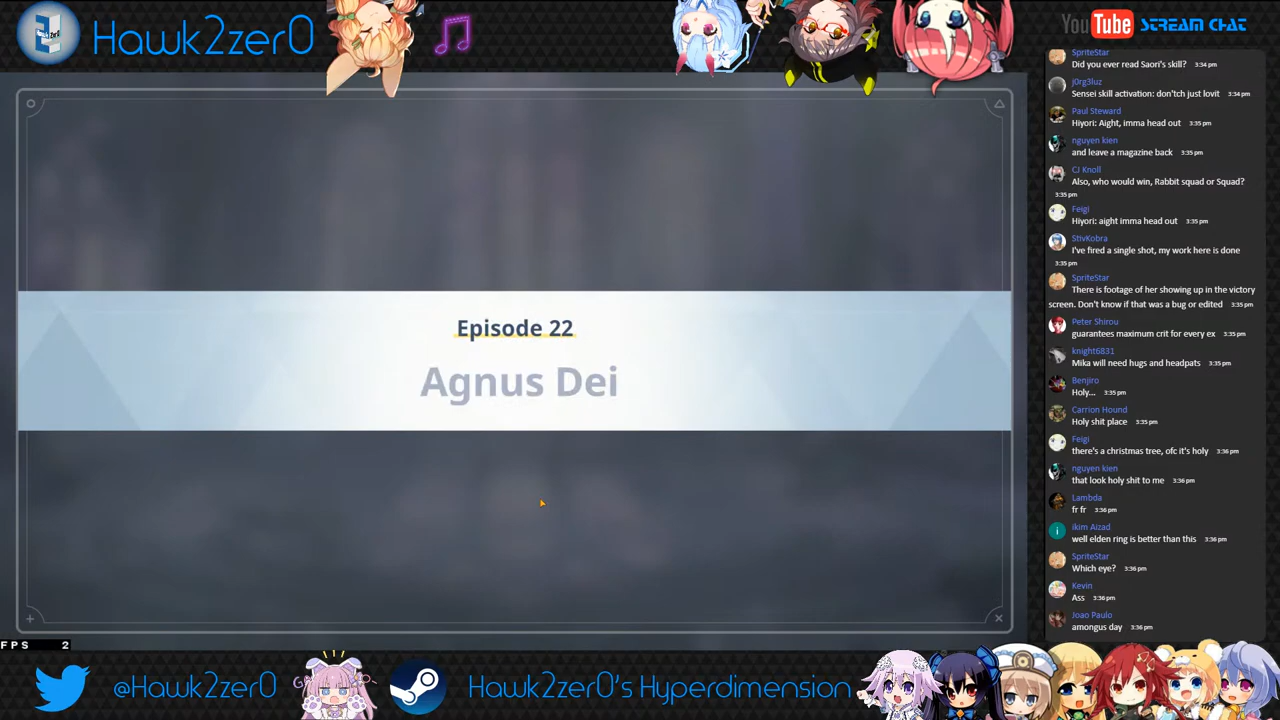 Hawk2zer0
You Tube STREAM CHAT
Episode 22
Agnus Dei
SpriteStar
Did you ever read Saori's skill? 3:34 pm
j0rg3luz
Sensei skill activation: don'tch just lovit 3:34 pm
Paul Steward
Hiyori: Aight, imma head out 3:35 pm
nguyen kien
and leave a magazine back 3:35 pm
CJ Knoll
Also, who would win, Rabbit squad or Squad?
3:35 pm
Feigi
Hiyori: aight imma head out 3:35 pm
StivKobra
I've fired a single shot, my work here is done
3:35 pm
SpriteStar
There is footage of her showing up in the victory
screen. Don't know if that was a bug or edited 3:35 pm
Peter Shirou
guarantees maximum crit for every ex 3:35 pm
knight6831
Mika will need hugs and headpats 3:35 pm
Benjiro
Holy... 3:35 pm
Carrion Hound
Holy shit place 3:35 pm
Feigi
there's a christmas tree, ofc it's holy 3:36 pm
nguyen kien
that look holy shit to me 3:36 pm
Lambda
fr fr 3:36 pm
i
ikim Aizad
well elden ring is better than this 3:36 pm
SpriteStar
Which eye? 3:36 pm
Kevin
Ass 3:36 pm
Joao Paulo
amongus day 3:36 pm
FPS 2
@Hawk2zer0
Hawk2zer0's Hyperdimension